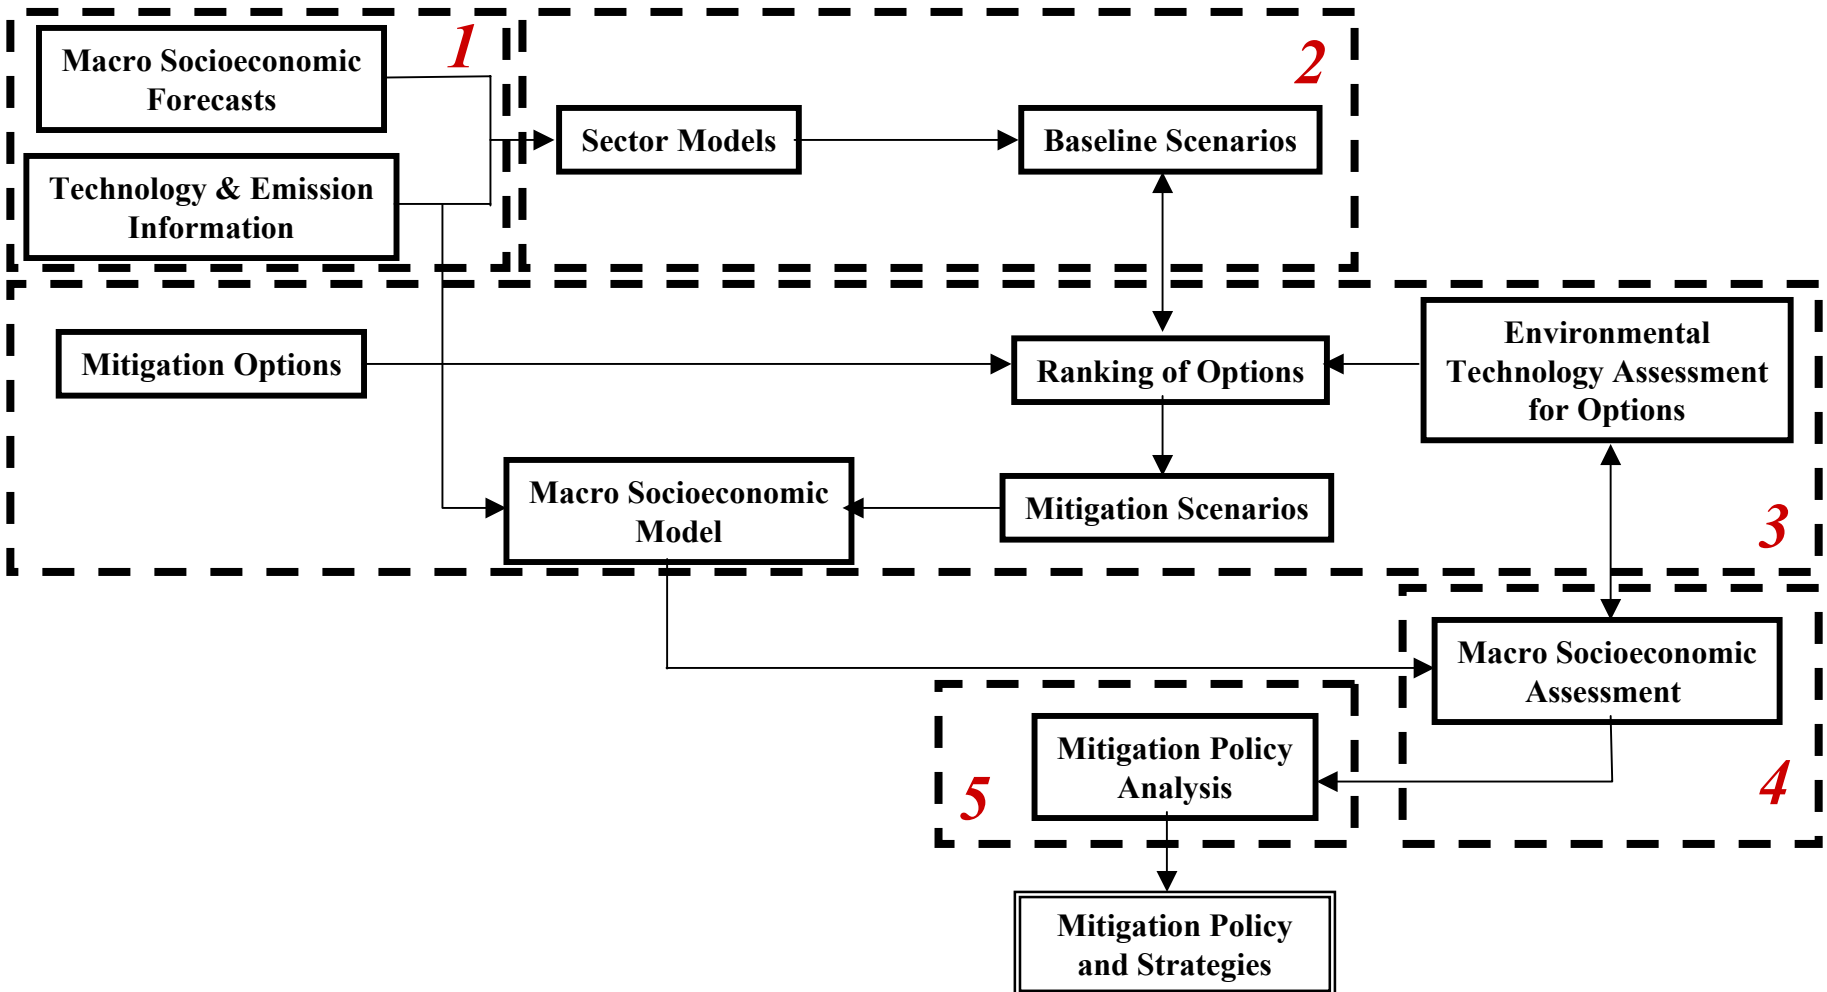 1
Macro Socioeconomic
Forecasts
Technology & Emission
Information
2
Sector Models
Baseline Scenarios
Mitigation Options
Ranking of Options
Environmental
Technology Assessment
for Options
Macro Socioeconomic
Model
Mitigation Scenarios
3
Macro Socioeconomic
Assessment
4
Mitigation Policy
Analysis
5
Mitigation Policy
and Strategies